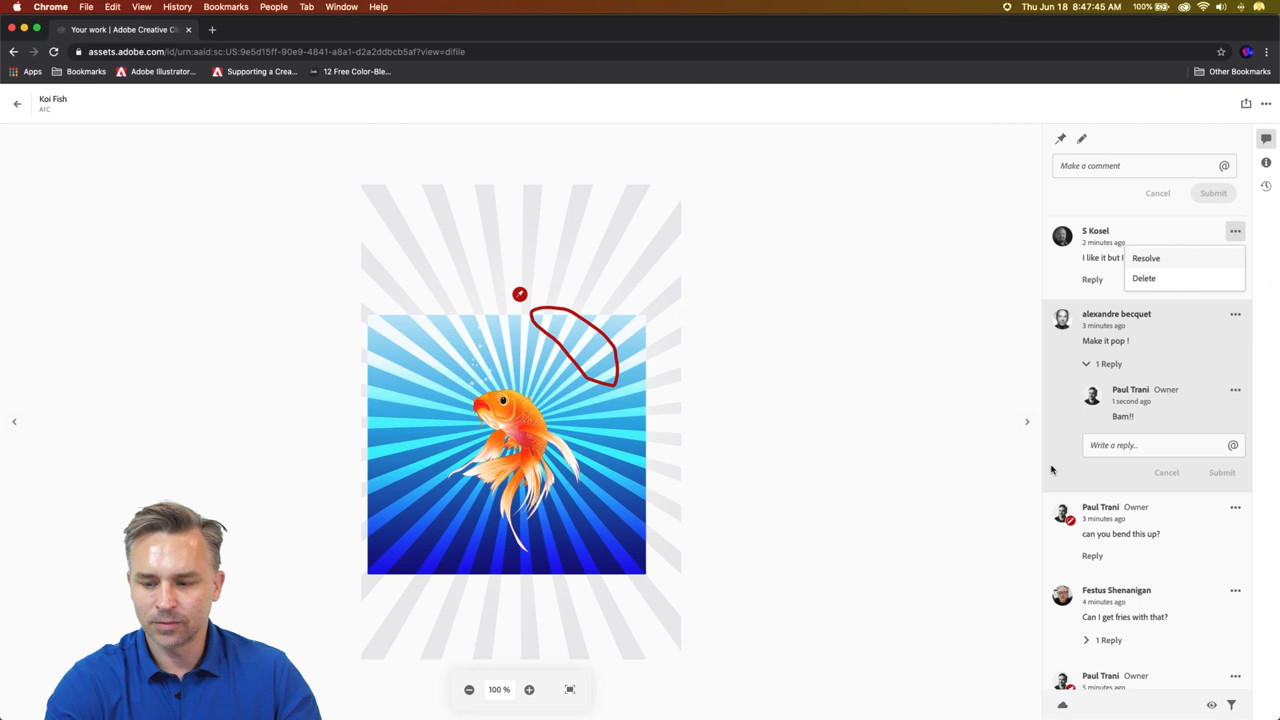 Chrome File Edit View History Bookmarks People Tab Window Help Thu Jun 18 8:47:45 AM 100%
Your work | Adobe Creative Cl
assets.adobe.com/id/urn:aaid:sc:US:9e5d15ff-90e9-4841-a8a1-d2a2ddbcb5af?view=difile
Apps Bookmarks Adobe Illustrator... Supporting a Crea... 12 Free Color-Ble... Other Bookmarks
Koi Fish
AIC
Make a comment @
Cancel Submit
S Kosel
2 minutes ago
I like it but I
Resolve
Delete
Reply
alexandre becquet
3 minutes ago
Make it pop !
1 Reply
Paul Trani Owner
1 second ago
Bam!!
Write a reply... @
Cancel Submit
Paul Trani Owner
3 minutes ago
can you bend this up?
Reply
Festus Shenanigan
4 minutes ago
Can I get fries with that?
1 Reply
Paul Trani Owner
5 minutes ago
100 %